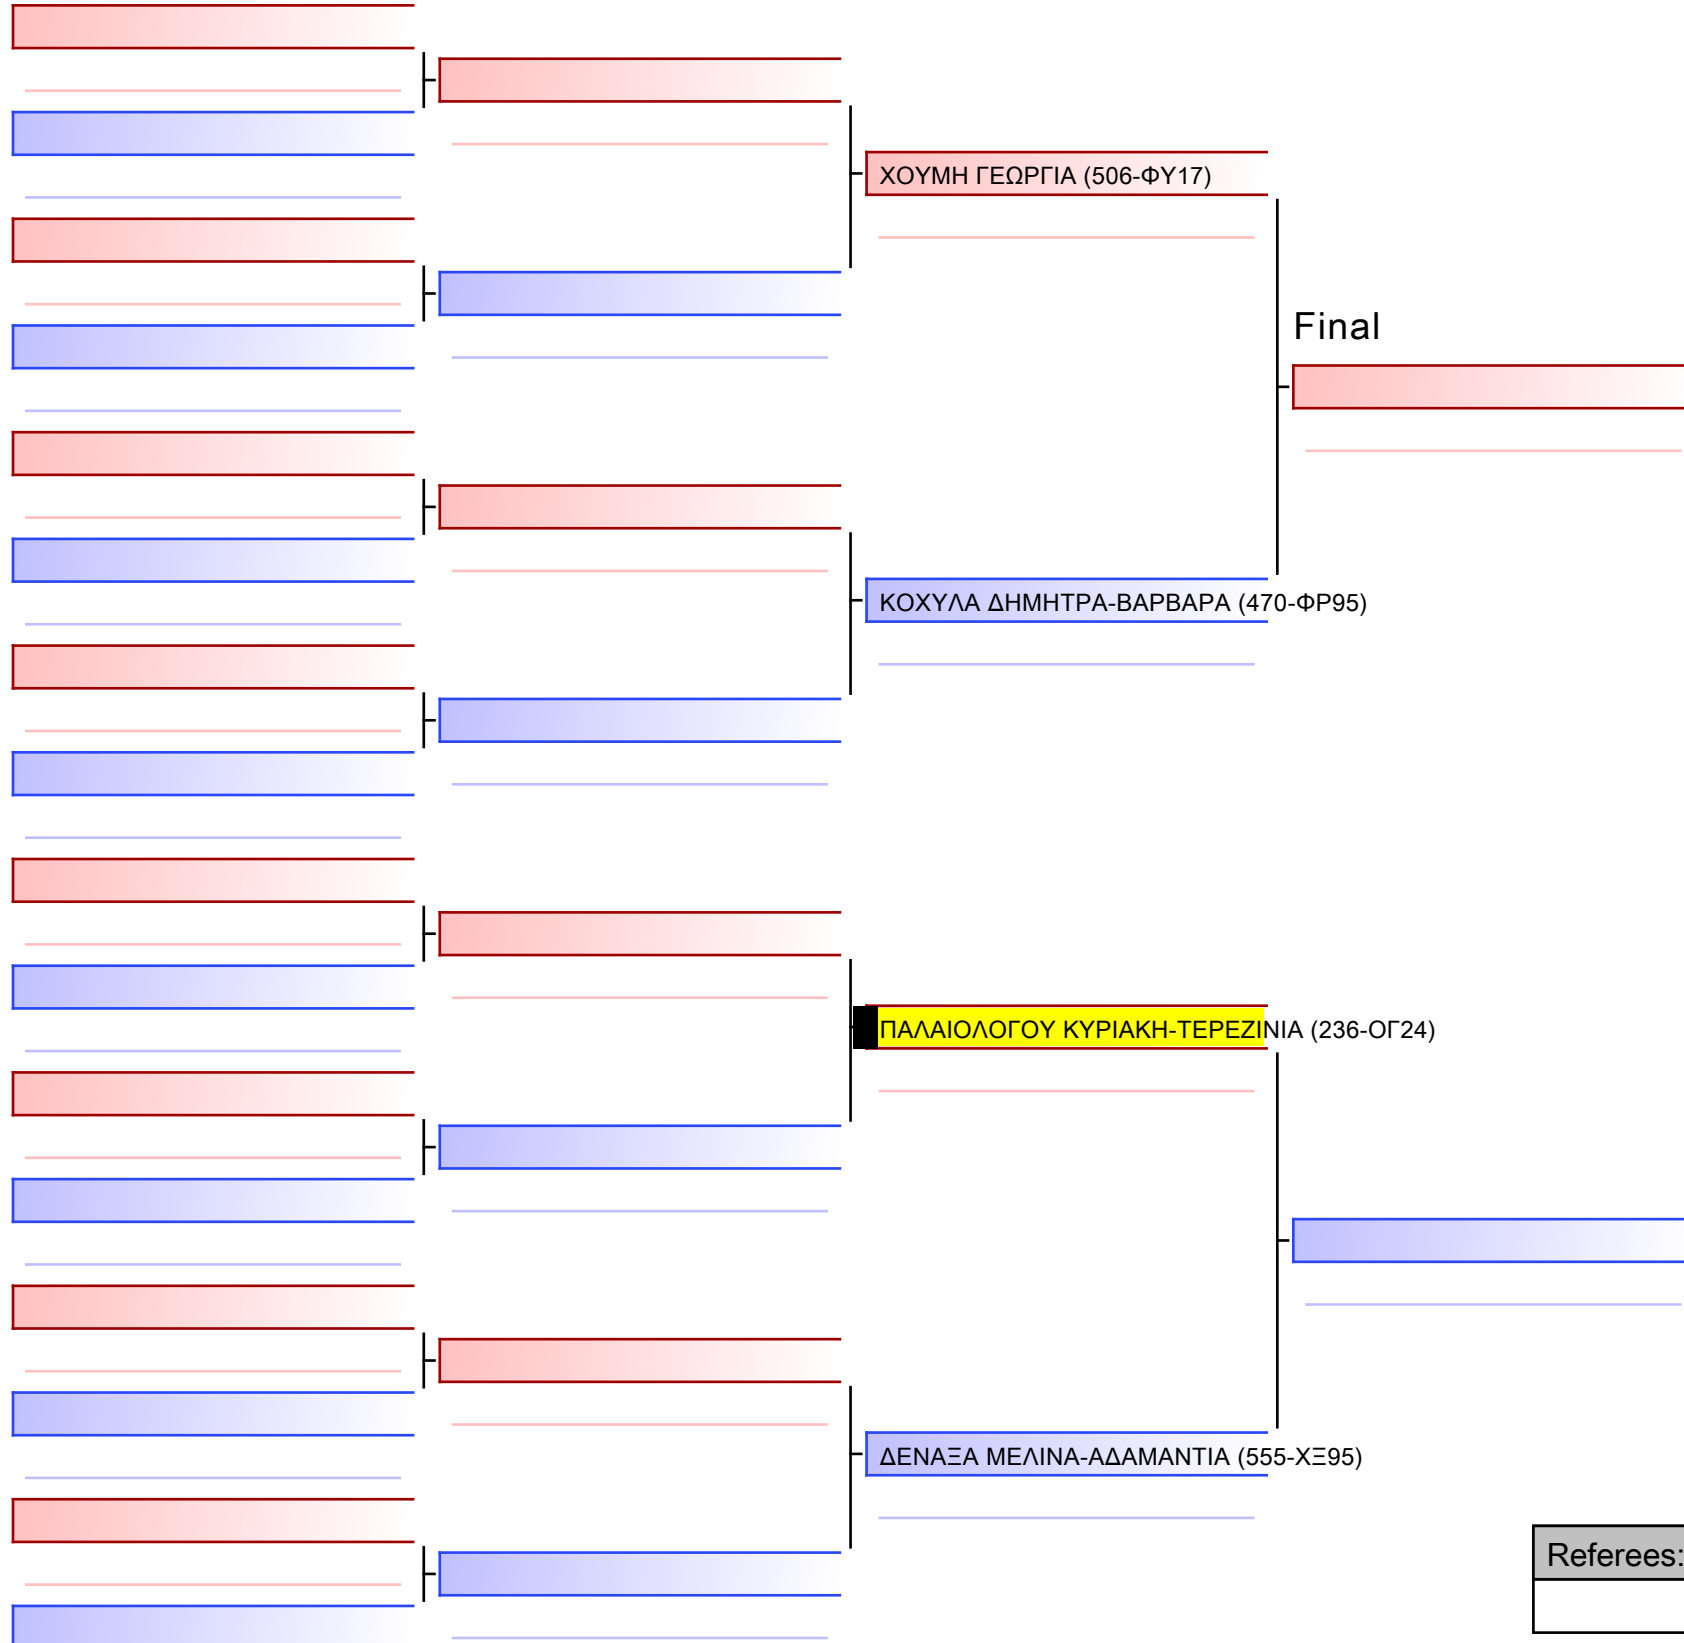 ΧΟΥΜΗ ΓΕΩΡΓΙΑ (506-ΦΥ17)
Final
ΚΟΧΥΛΑ ΔΗΜΗΤΡΑ-ΒΑΡΒΑΡΑ (470-ΦΡ95)
ΠΑΛΑΙΟΛΟΓΟΥ ΚΥΡΙΑΚΗ-ΤΕΡΕΖΙΝΙΑ (236-ΟΓ24)
ΔΕΝΑΞΑ ΜΕΛΙΝΑ-ΑΔΑΜΑΝΤΙΑ (555-ΧΞ95)
Referees: